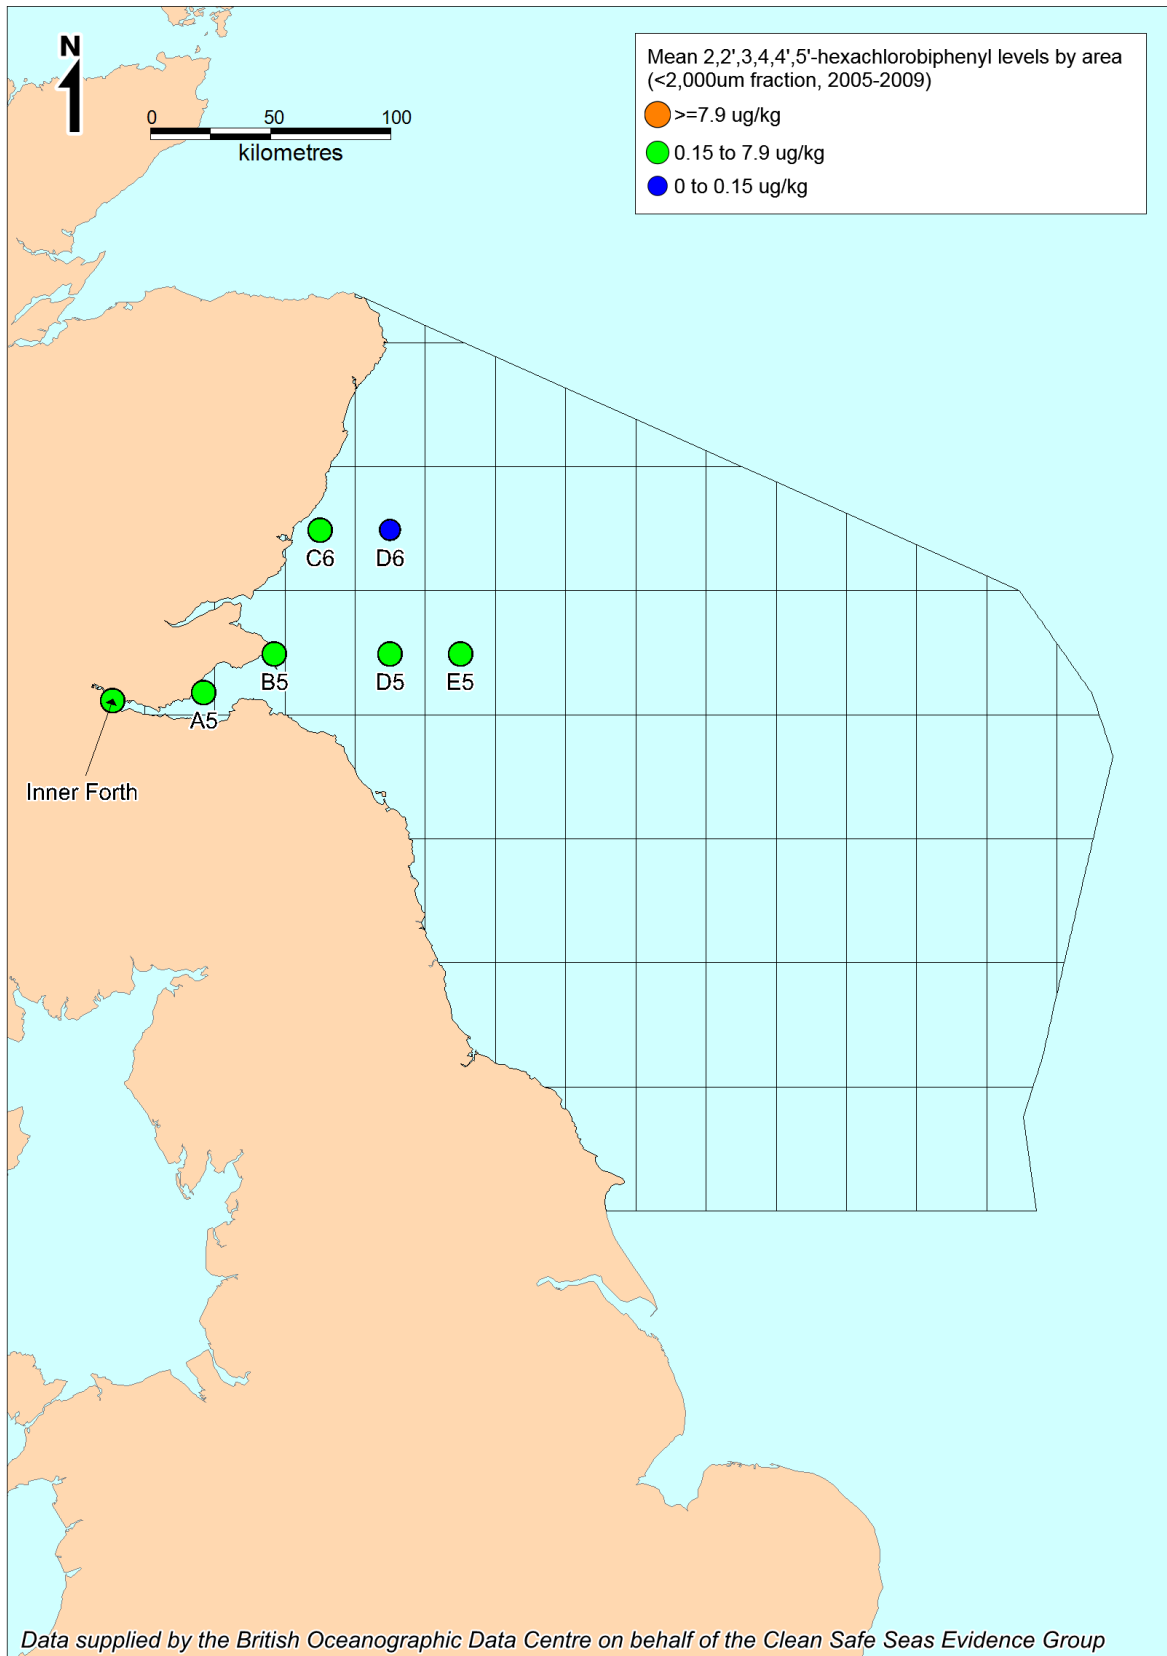 N
0 50 100
kilometres
Mean 2,2',3,4,4',5'-hexachlorobiphenyl levels by area
(<2,000um fraction, 2005-2009)
>=7.9 ug/kg
0.15 to 7.9 ug/kg
0 to 0.15 ug/kg
C6
D6
B5
D5
E5
A5
Inner Forth
Data supplied by the British Oceanographic Data Centre on behalf of the Clean Safe Seas Evidence Group